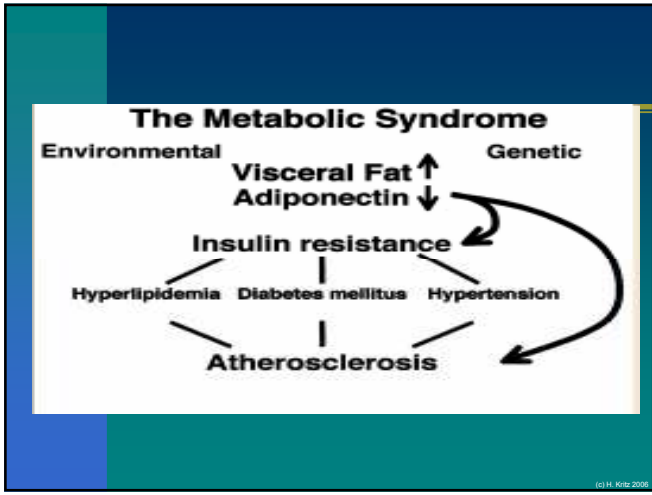 The Metabolic Syndrome
Environmental Genetic
Visceral Fat ↑
Adiponectin ↓
Insulin resistance
Hyperlipidemia Diabetes mellitus Hypertension
Atherosclerosis
(c) H. Kritz 2006